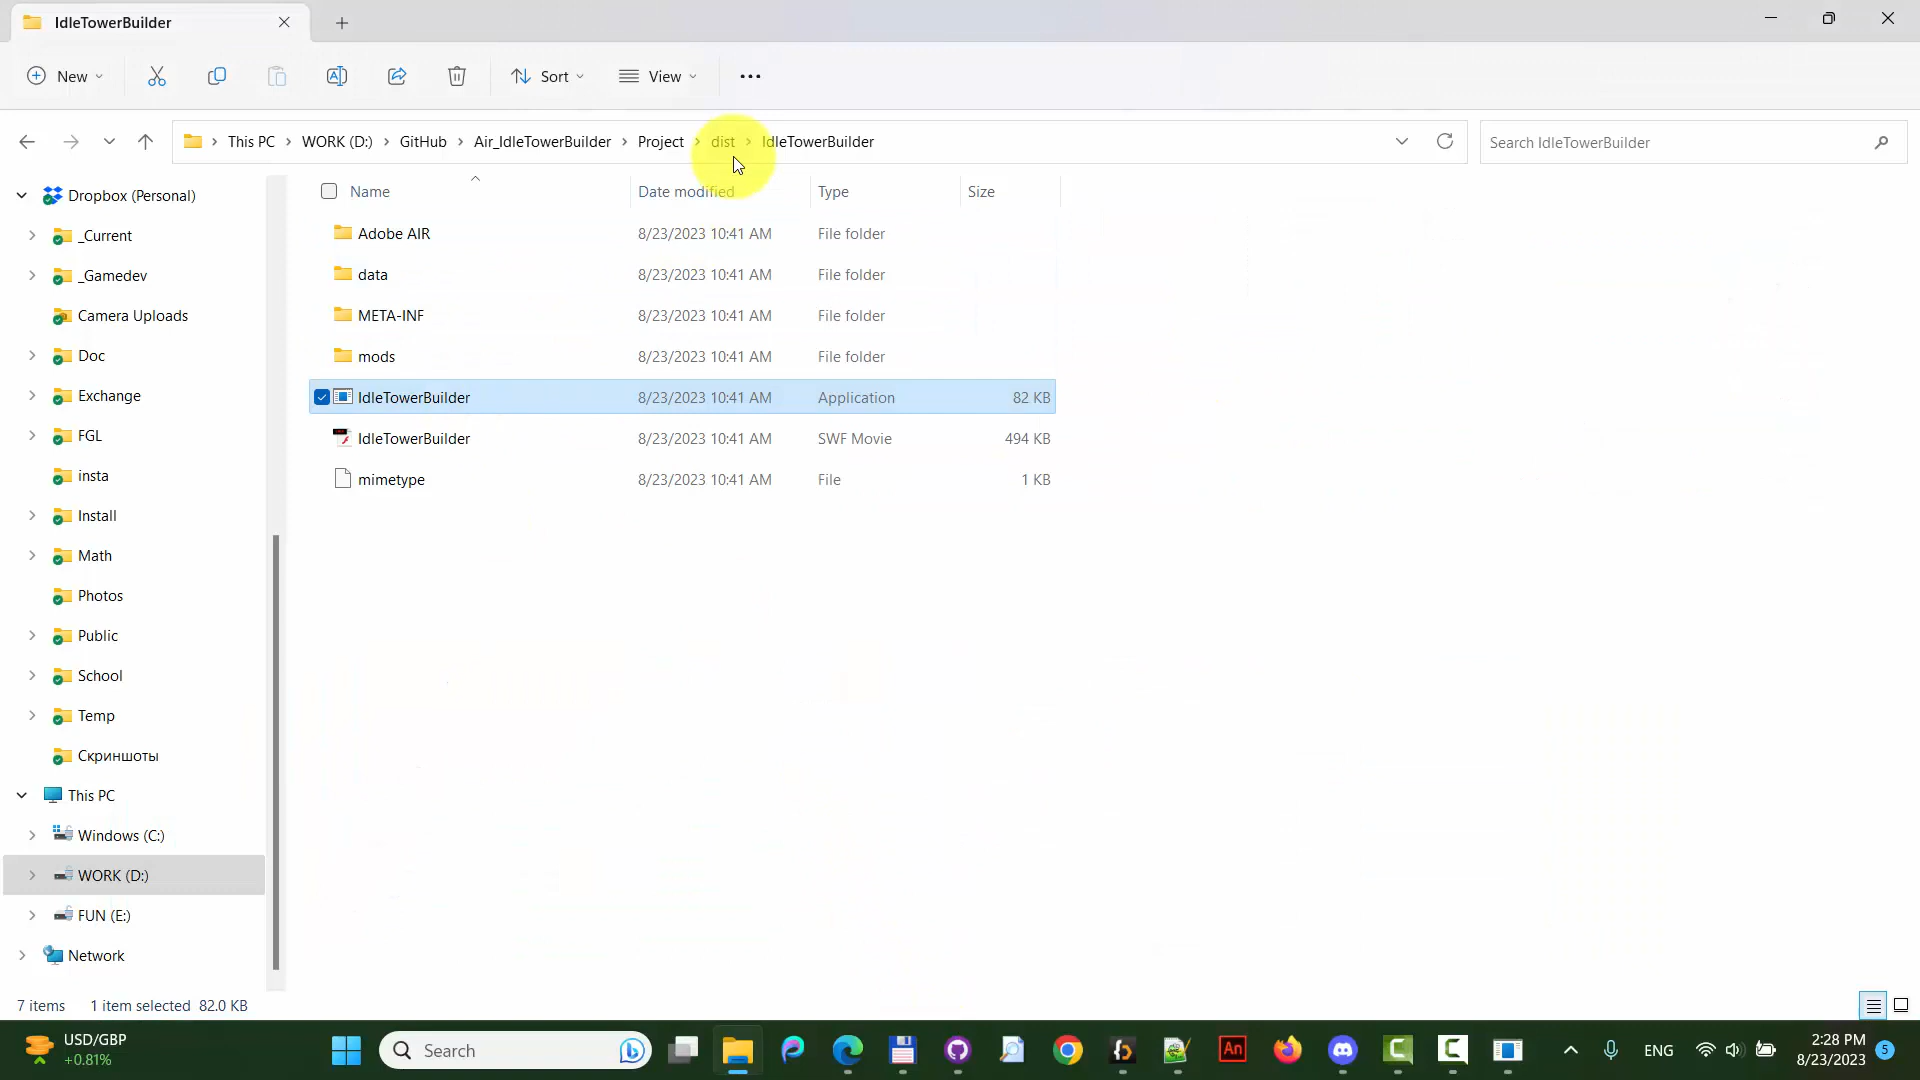 IdleTowerBuilder
New
Sort
View
This PC > WORK (D:) > GitHub > Air_IdleTowerBuilder > Project > dist > IdleTowerBuilder
Search IdleTowerBuilder
Name Date modified Type Size
Adobe AIR 8/23/2023 10:41 AM File folder
data 8/23/2023 10:41 AM File folder
META-INF 8/23/2023 10:41 AM File folder
mods 8/23/2023 10:41 AM File folder
IdleTowerBuilder 8/23/2023 10:41 AM Application 82 KB
IdleTowerBuilder 8/23/2023 10:41 AM SWF Movie 494 KB
mimetype 8/23/2023 10:41 AM File 1 KB
Dropbox (Personal)
_Current
_Gamedev
Camera Uploads
Doc
Exchange
FGL
insta
Install
Math
Photos
Public
School
Temp
Скриншоты
This PC
Windows (C:)
WORK (D:)
FUN (E:)
Network
7 items 1 item selected 82.0 KB
USD/GBP
+0.81%
Search
An
ENG
2:28 PM
8/23/2023
5